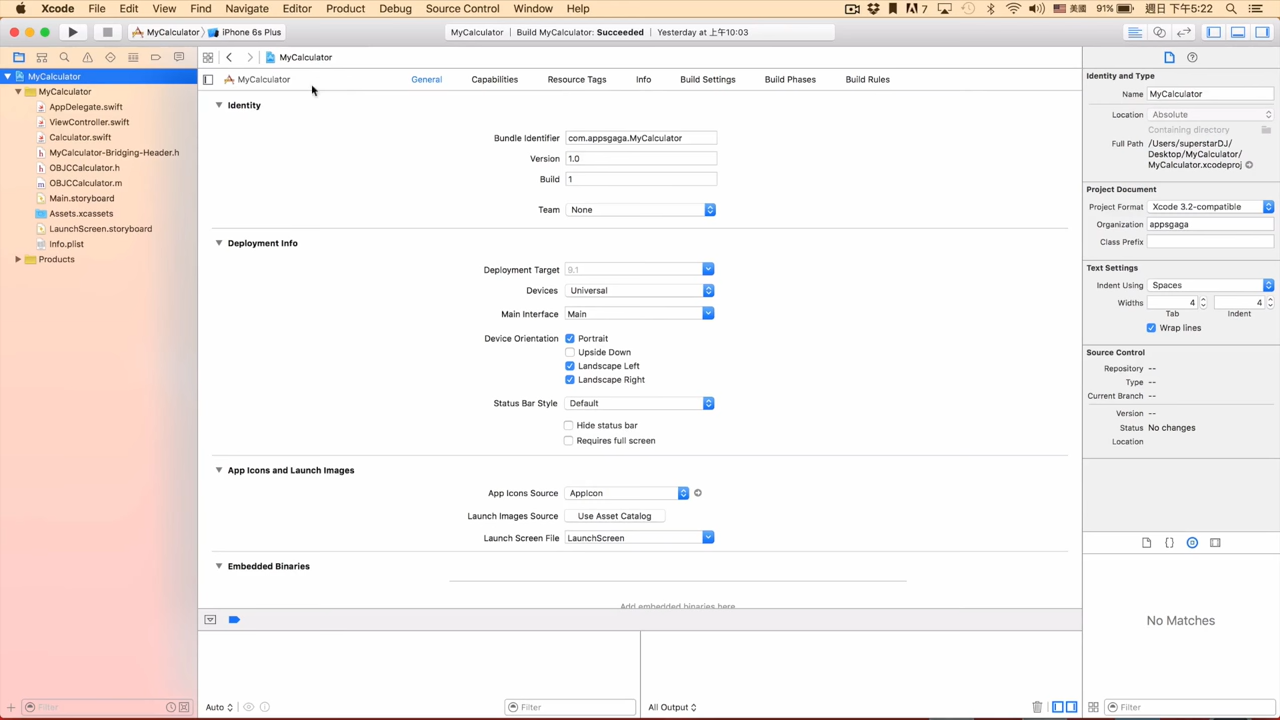 Xcode File Edit View Find Navigate Editor Product Debug Source Control Window Help 7 美國 91% 週日 下午5:22
MyCalculator iPhone 6s Plus MyCalculator Build MyCalculator: Succeeded Yesterday at 上午10:03
MyCalculator
MyCalculator General Capabilities Resource Tags Info Build Settings Build Phases Build Rules
MyCalculator
MyCalculator
AppDelegate.swift
ViewController.swift
Calculator.swift
MyCalculator-Bridging-Header.h
OBJCCalculator.h
OBJCCalculator.m
Main.storyboard
Assets.xcassets
LaunchScreen.storyboard
Info.plist
Products
Filter
Identity
Bundle Identifier com.appsgaga.MyCalculator
Version 1.0
Build 1
Team None
Deployment Info
Deployment Target 9.1
Devices Universal
Main Interface Main
Device Orientation Portrait
Upside Down
Landscape Left
Landscape Right
Status Bar Style Default
Hide status bar
Requires full screen
App Icons and Launch Images
App Icons Source AppIcon
Launch Images Source Use Asset Catalog
Launch Screen File LaunchScreen
Embedded Binaries
Add embedded binaries here
Auto Filter All Output
Identity and Type
Name MyCalculator
Location Absolute
Containing directory
Full Path /Users/superstarDJ/
Desktop/MyCalculator/
MyCalculator.xcodeproj
Project Document
Project Format Xcode 3.2-compatible
Organization appsgaga
Class Prefix
Text Settings
Indent Using Spaces
Widths 4 4
Tab Indent
Wrap lines
Source Control
Repository --
Type --
Current Branch --
Version --
Status No changes
Location
{}
No Matches
Filter